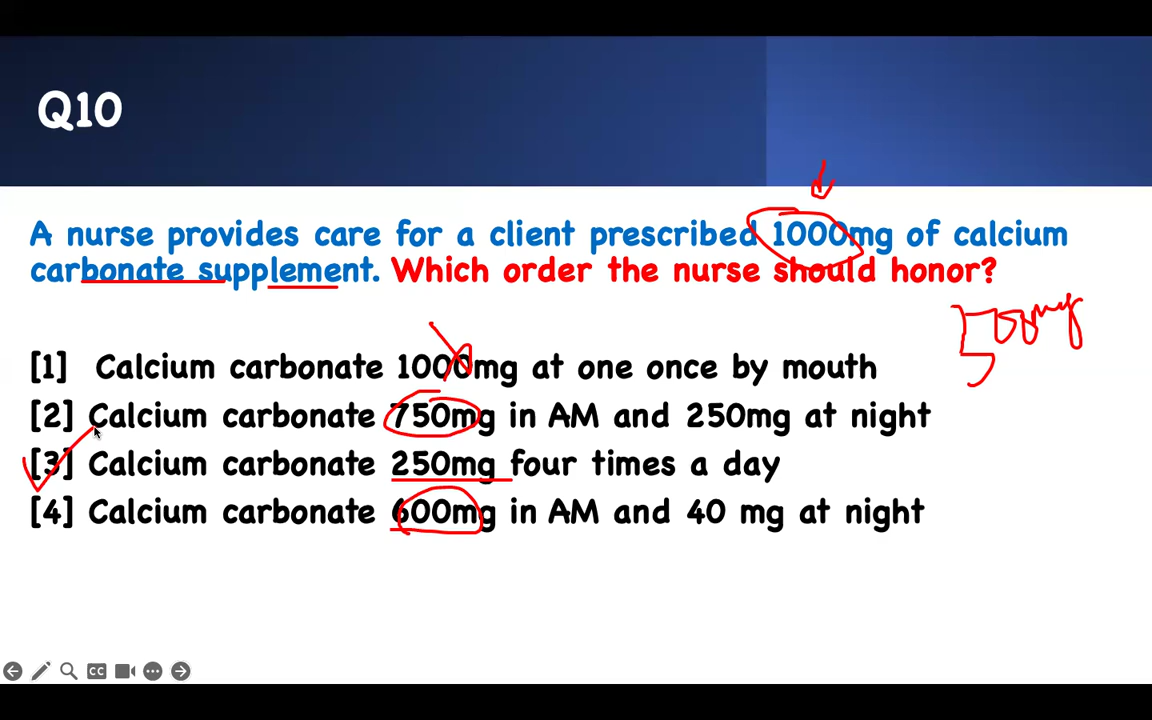 Q10
A nurse provides care for a client prescribed 1000mg of calcium
carbonate supplement. Which order the nurse should honor?
500mg
[1] Calcium carbonate 1000mg at one once by mouth
[2] Calcium carbonate 750mg in AM and 250mg at night
[3] Calcium carbonate 250mg four times a day
[4] Calcium carbonate 600mg in AM and 40 mg at night
CC